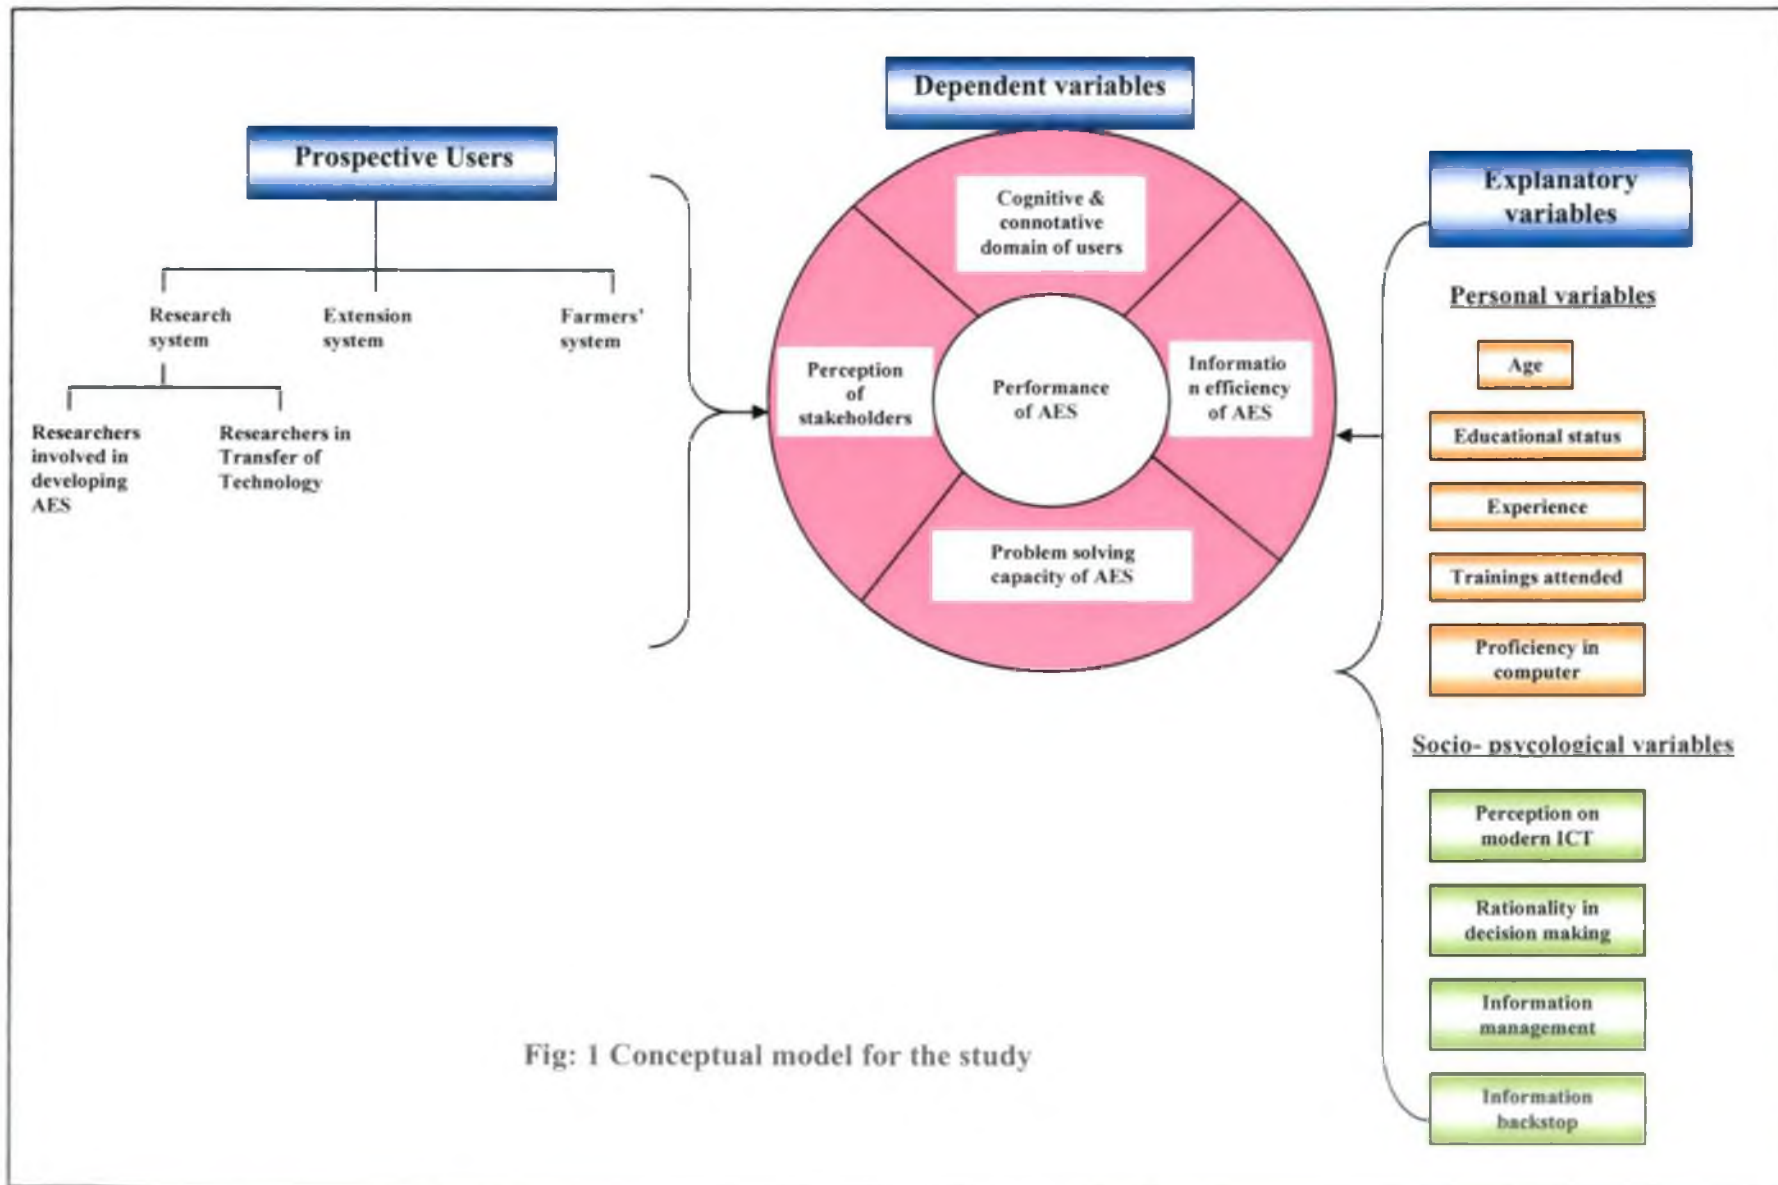 Prospective Users
Research
system
Extension
system
Farmers'
system
Researchers
involved in
developing
AES
Researchers in
Transfer of
Technology
Dependent variables
Cognitive &
connotative
domain of users
Perception
of
stakeholders
Performance
of AES
Informatio
n efficiency
of AES
Problem solving
capacity of AES
Explanatory
variables
Personal variables
Age
Educational status
Experience
Trainings attended
Proficiency in
computer
Socio- psycological variables
Perception on
modern ICT
Rationality in
decision making
Information
management
Information
backstop
Fig: 1 Conceptual model for the study